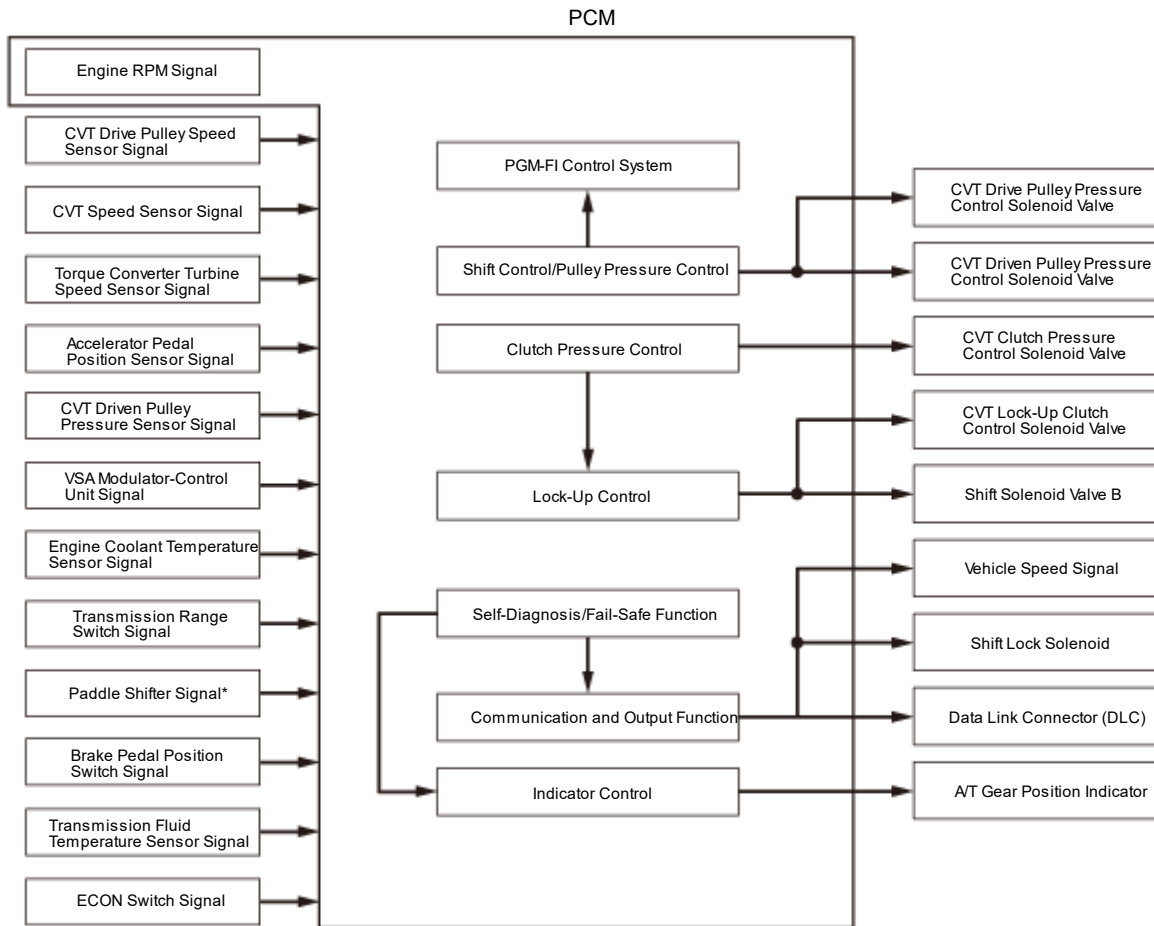 PCM
Engine RPM Signal
CVT Drive Pulley Speed
Sensor Signal
CVT Speed Sensor Signal
Torque Converter Turbine
Speed Sensor Signal
Accelerator Pedal
Position Sensor Signal
CVT Driven Pulley
Pressure Sensor Signal
VSA Modulator-Control
Unit Signal
Engine Coolant Temperature
Sensor Signal
Transmission Range
Switch Signal
Paddle Shifter Signal*
Brake Pedal Position
Switch Signal
Transmission Fluid
Temperature Sensor Signal
ECON Switch Signal
PGM-FI Control System
Shift Control/Pulley Pressure Control
Clutch Pressure Control
Lock-Up Control
Self-Diagnosis/Fail-Safe Function
Communication and Output Function
Indicator Control
CVT Drive Pulley Pressure
Control Solenoid Valve
CVT Driven Pulley Pressure
Control Solenoid Valve
CVT Clutch Pressure
Control Solenoid Valve
CVT Lock-Up Clutch
Control Solenoid Valve
Shift Solenoid Valve B
Vehicle Speed Signal
Shift Lock Solenoid
Data Link Connector (DLC)
A/T Gear Position Indicator